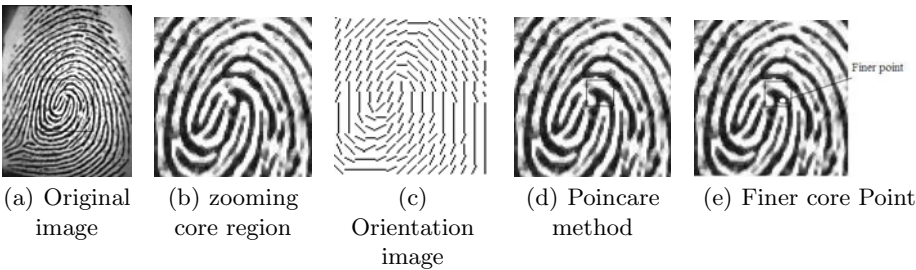 Finer point
(a) Original
image
(b) zooming
core region
(c)
Orientation
image
(d) Poincare
method
(e) Finer core Point